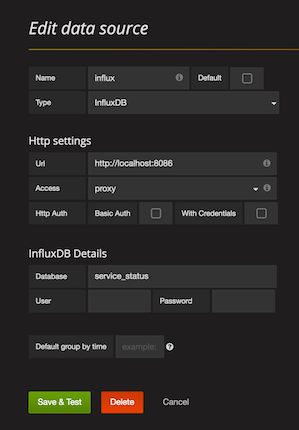 Edit data source
Name influx Default
Type InfluxDB
Http settings
Url http://localhost:8086
Access proxy
Http Auth Basic Auth With Credentials
InfluxDB Details
Database service_status
User Password
Default group by time example:
Save & Test Delete Cancel